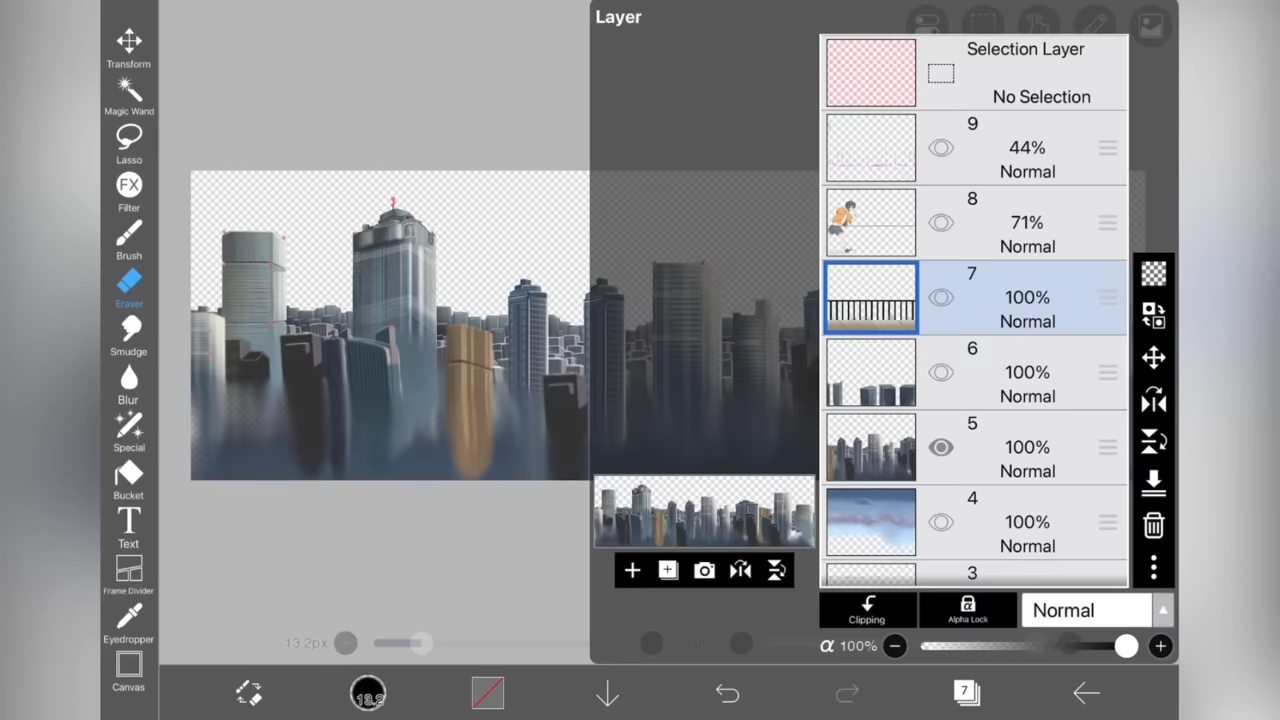 Layer
Transform
Magic Wand
Lasso
FX
Filter
Brush
Eraser
Smudge
Blur
Special
Bucket
T
Text
Frame Divider
Eyedropper
Canvas
Selection Layer
No Selection
9
44%
Normal
8
71%
Normal
7
100%
Normal
6
100%
Normal
5
100%
Normal
4
100%
Normal
3
Clipping
α
Alpha Lock
Normal
α 100%
13.2px
13.2
7